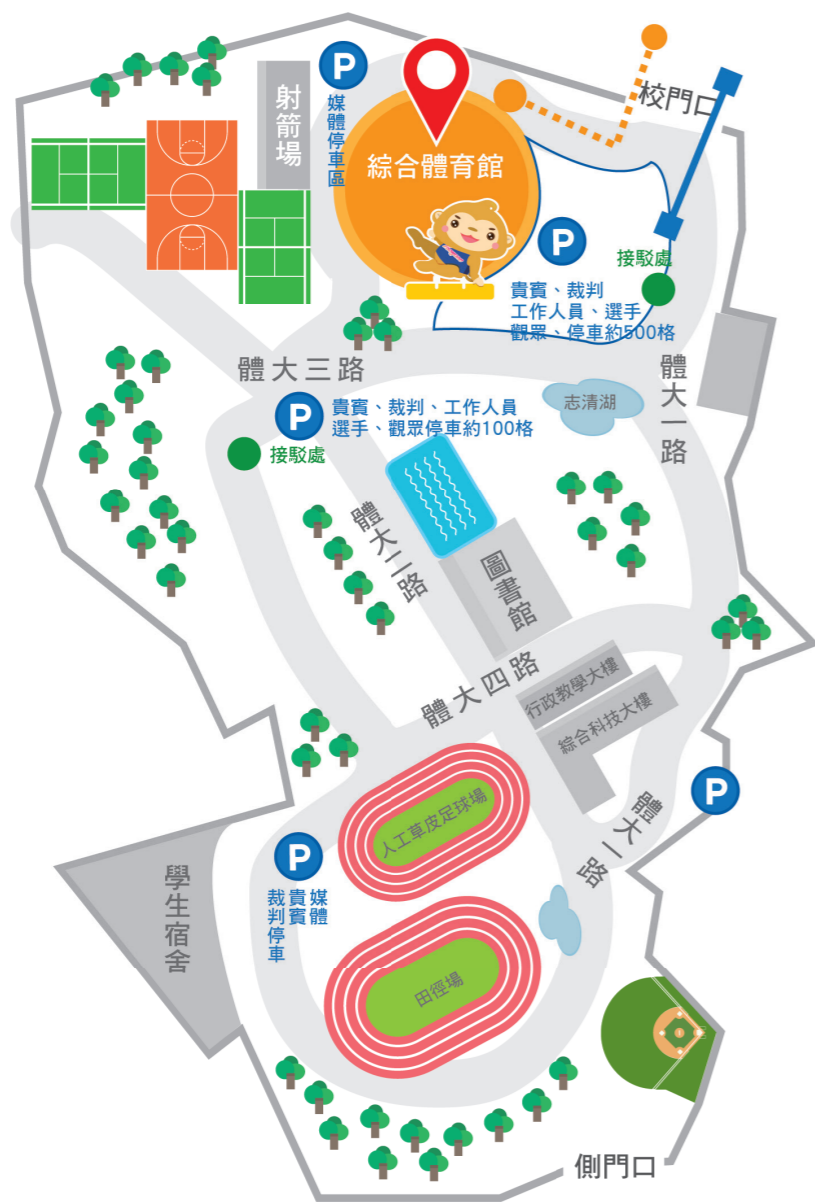 P
射箭場
媒體停車區
校門口
綜合體育館
P
接駁處
貴賓、裁判
工作人員、選手
觀眾、停車約500格
體大三路
體大一路
志清湖
P
貴賓、裁判、工作人員
選手、觀眾停車約100格
接駁處
體大二路
圖書館
體大四路
行政教學大樓
綜合科技大樓
P
體大一路
人工草皮足球場
P
學生宿舍
媒體
貴賓
裁判停車
田徑場
側門口